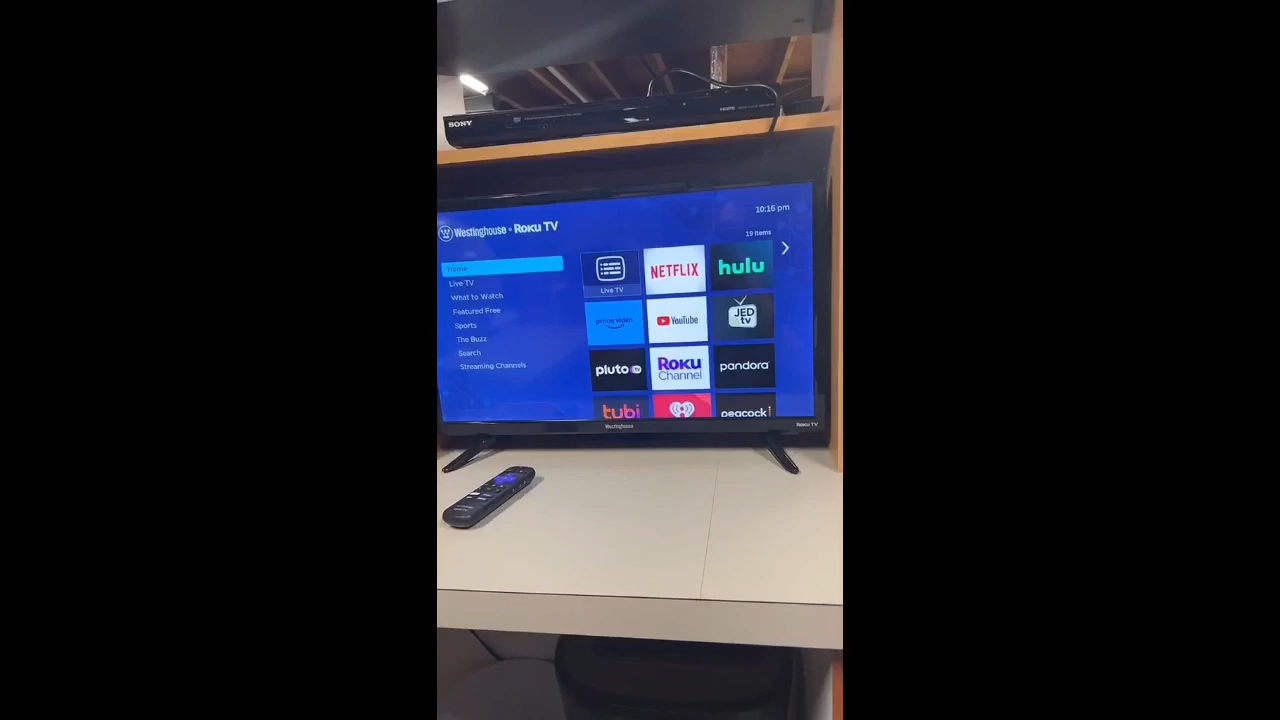 SONY
HDMI
10:16 pm
Westinghouse • Roku TV
19 items
Home
Live TV
What to Watch
Featured Free
Sports
The Buzz
Search
Streaming Channels
Live TV
NETFLIX
hulu
prime video
YouTube
JED
tv
pluto tv
Roku
Channel
pandora
tubi
peacock
Westinghouse
Roku TV